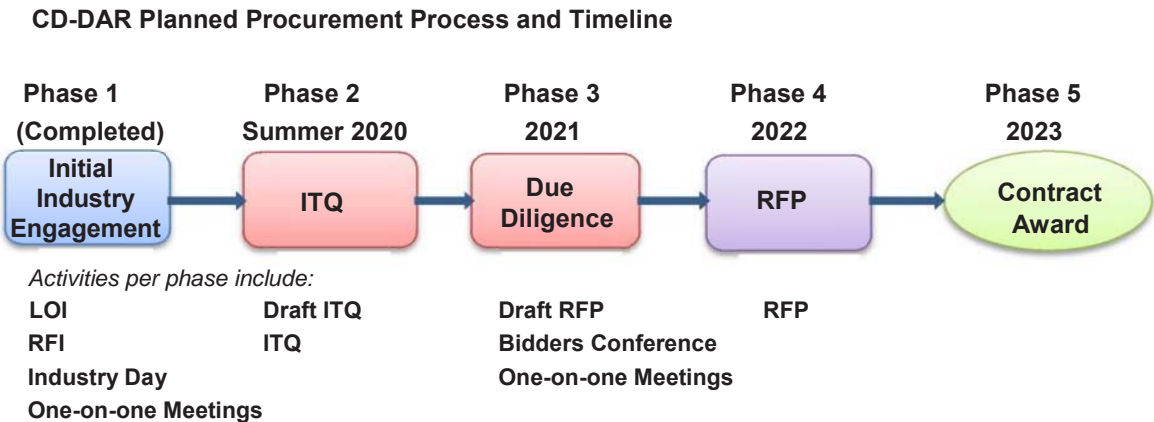 CD-DAR Planned Procurement Process and Timeline
Phase 1 Phase 2 Phase 3 Phase 4 Phase 5
(Completed) Summer 2020 2021 2022 2023
Initial
Industry
Engagement
ITQ
Due
Diligence
RFP
Contract
Award
Activities per phase include:
LOI Draft ITQ Draft RFP RFP
RFI ITQ Bidders Conference
Industry Day One-on-one Meetings
One-on-one Meetings